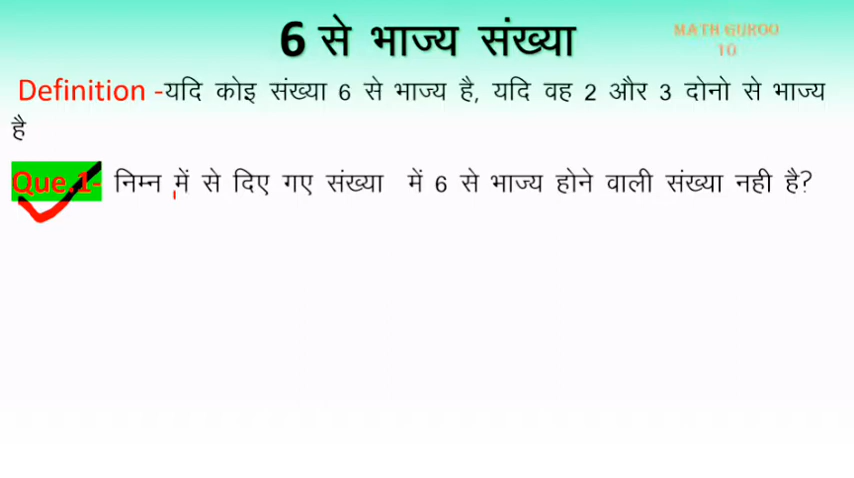 6 से भाज्य संख्या
MATH GUROO
10
Definition -यदि कोइ संख्या 6 से भाज्य है, यदि वह 2 और 3 दोनो से भाज्य
है
Que.1- निम्न में से दिए गए संख्या में 6 से भाज्य होने वाली संख्या नही है?